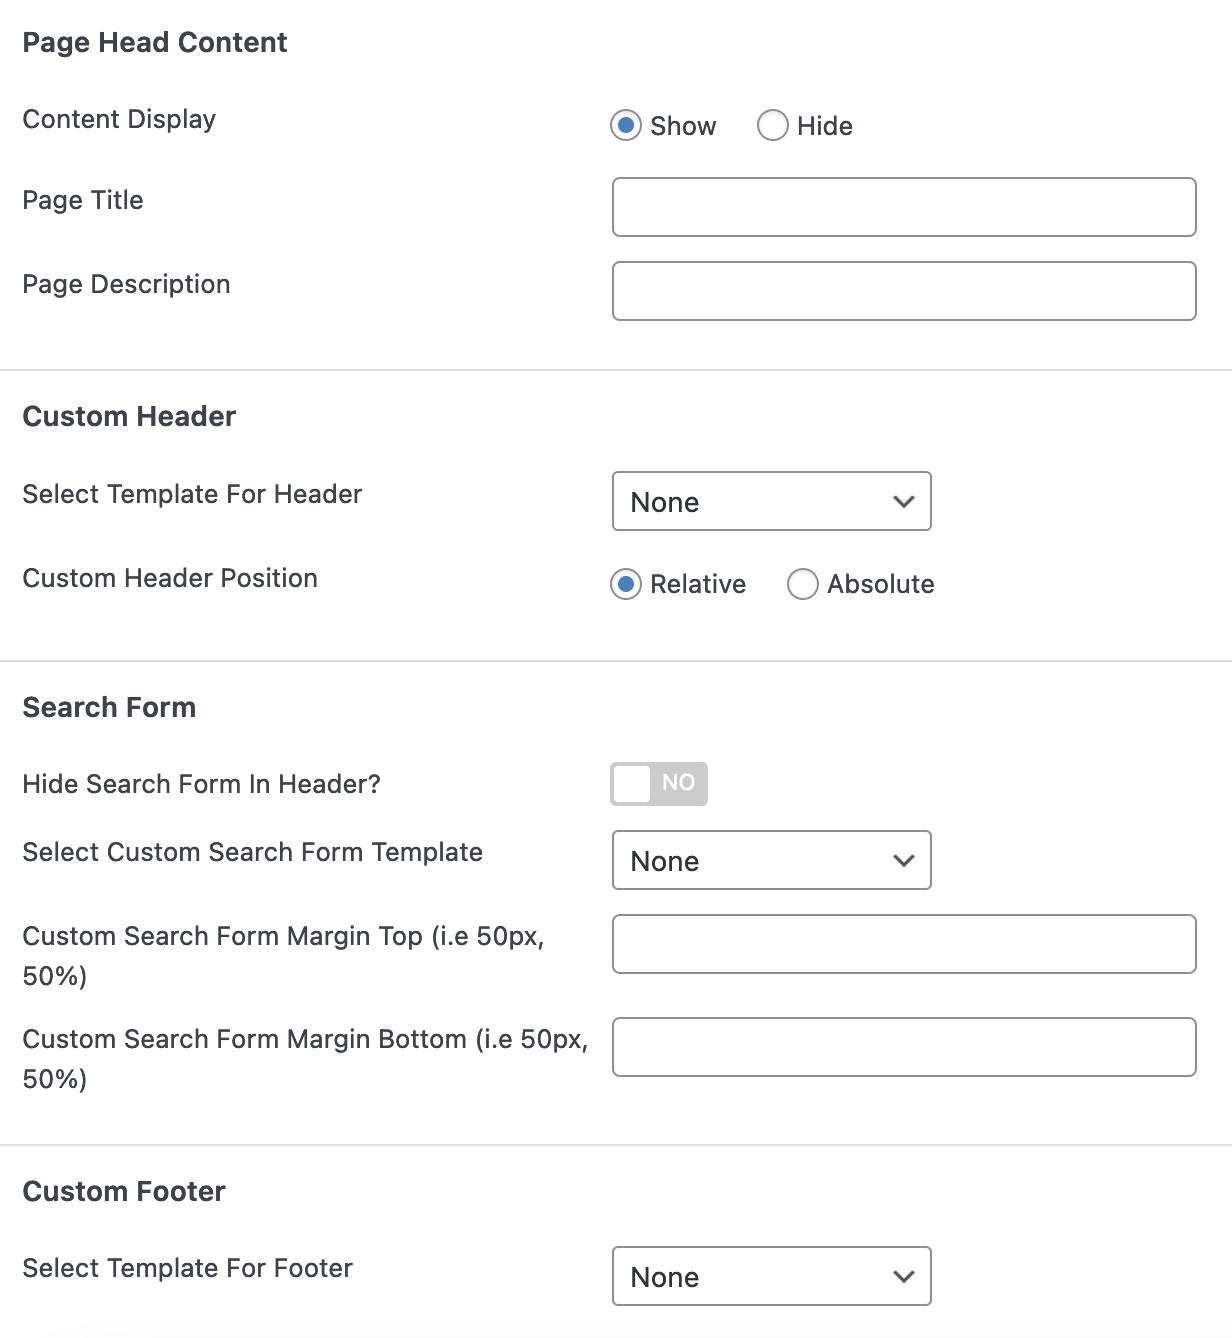 Page Head Content
Content Display
Show Hide
Page Title
Page Description
Custom Header
Select Template For Header
None
Custom Header Position
Relative Absolute
Search Form
Hide Search Form In Header?
NO
Select Custom Search Form Template
None
Custom Search Form Margin Top (i.e 50px,
50%)
Custom Search Form Margin Bottom (i.e 50px,
50%)
Custom Footer
Select Template For Footer
None